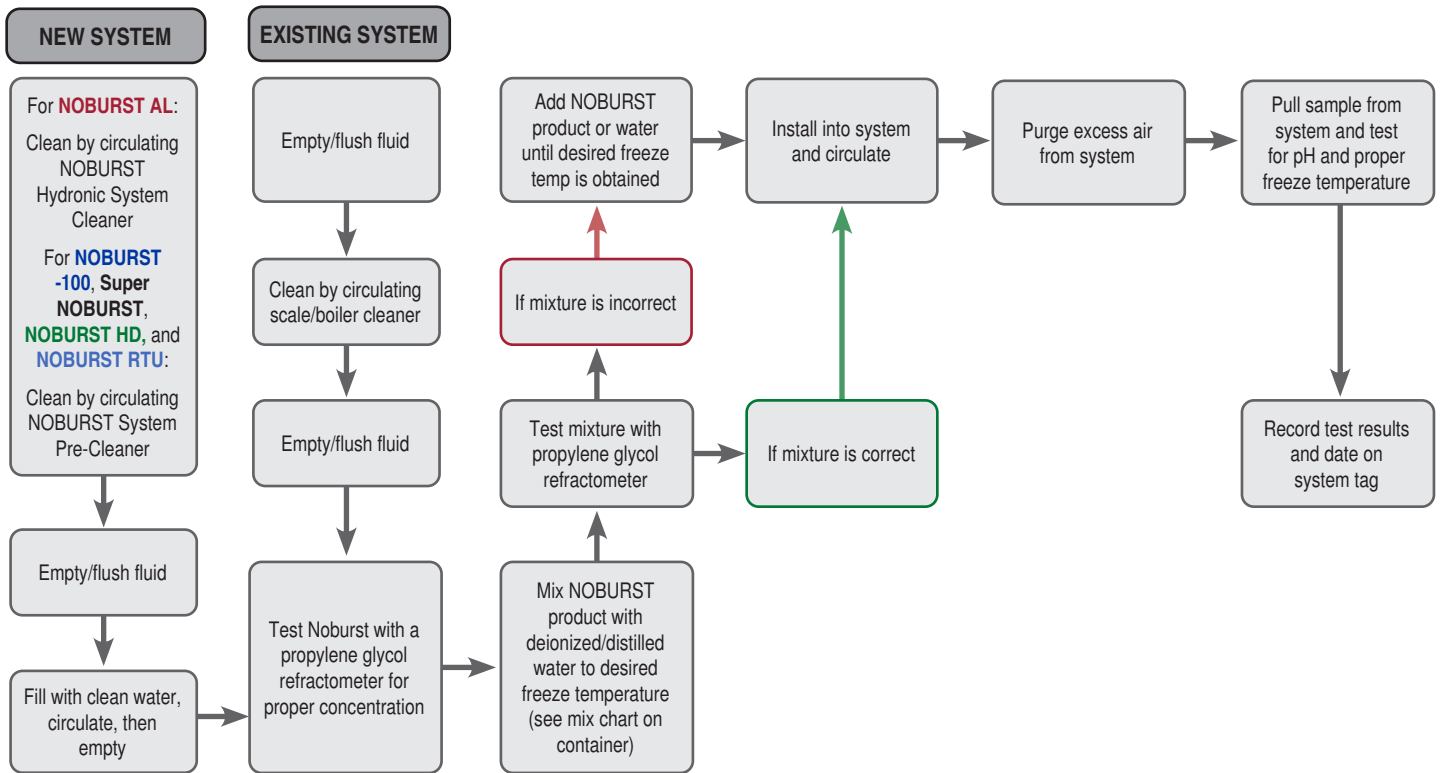 NEW SYSTEM
For NOBURST AL:
Clean by circulating
NOBURST
Hydronic System
Cleaner
For NOBURST
-100, Super
NOBURST,
NOBURST HD, and
NOBURST RTU:
Clean by circulating
NOBURST System
Pre-Cleaner
Empty/flush fluid
Fill with clean water,
circulate, then
empty
EXISTING SYSTEM
Empty/flush fluid
Clean by circulating
scale/boiler cleaner
Empty/flush fluid
Test Noburst with a
propylene glycol
refractometer for
proper concentration
Mix NOBURST
product with
deionized/distilled
water to desired
freeze temperature
(see mix chart on
container)
Test mixture with
propylene glycol
refractometer
If mixture is incorrect
Add NOBURST
product or water
until desired freeze
temp is obtained
If mixture is correct
Install into system
and circulate
Purge excess air
from system
Pull sample from
system and test
for pH and proper
freeze temperature
Record test results
and date on
system tag